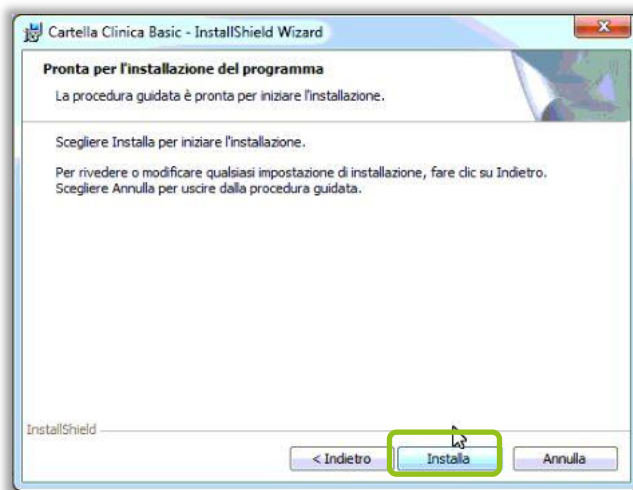 Cartella Clinica Basic - InstallShield Wizard
Pronta per l'installazione del programma
La procedura guidata è pronta per iniziare l'installazione.
Scegliere Installa per iniziare l'installazione.
Per rivedere o modificare qualsiasi impostazione di installazione, fare clic su Indietro.
Scegliere Annulla per uscire dalla procedura guidata.
InstallShield
< Indietro
Installa
Annulla